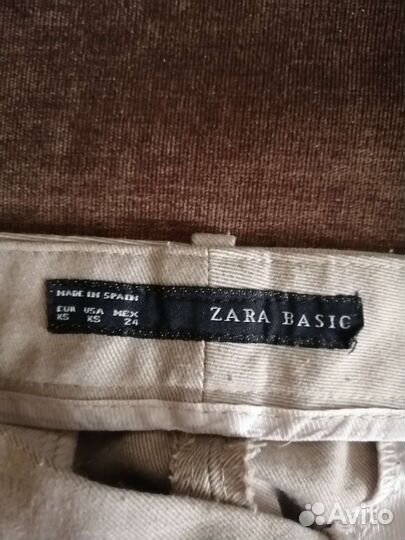 MADE IN SPAIN
EUR USA MEX
XS XS 24
ZARA BASIC
Avito